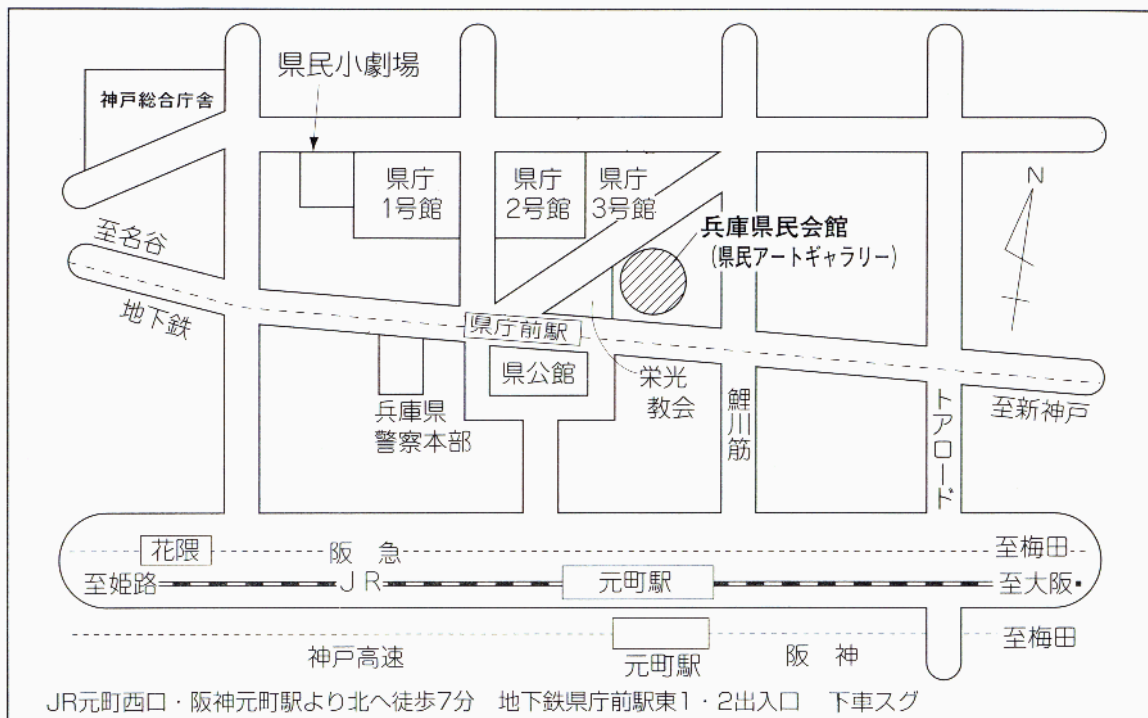 県民小劇場
神戸総合庁舎
県庁
1号館
県庁
2号館
県庁
3号館
N
兵庫県民会館
(県民アートギャラリー)
至名谷
地下鉄
県庁前駅
県公館
栄光
教会
兵庫県
警察本部
鯉川筋
トアロード
至新神戸
花隈
阪急
至梅田
至姫路
JR
元町駅
至大阪
神戸高速
元町駅
阪神
至梅田
JR元町西口・阪神元町駅より北へ徒歩7分 地下鉄県庁前駅東1・2出入口 下車スグ